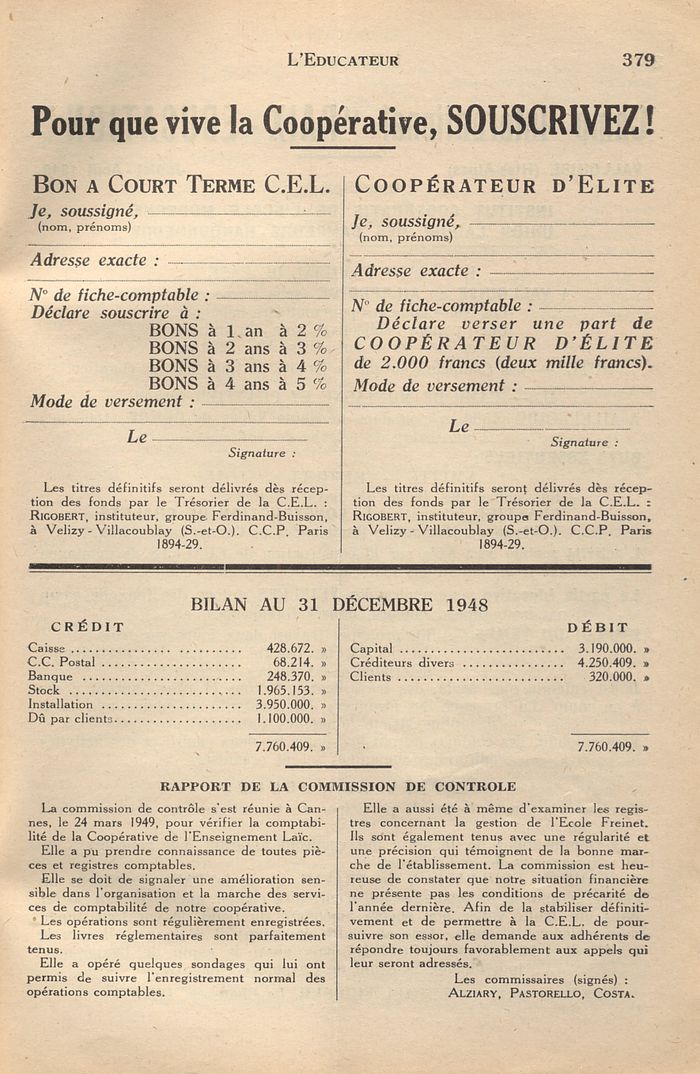 L'EDUCATEUR 379
Pour que vive la Coopérative, SOUSCRIVEZ!
BON A COURT TERME C.E.L.
Je, soussigné,
(nom, prénoms)
Adresse exacte :
N° de fiche-comptable :
Déclare souscrire à :
BONS à 1 an à 2 %
BONS à 2 ans à 3 %
BONS à 3 ans à 4 %
BONS à 4 ans à 5 %
Mode de versement :
Le
Signature :
Les titres définitifs seront délivrés dès récep-
tion des fonds par le Trésorier de la C.E.L. :
RIGOBERT, instituteur, groupe Ferdinand-Buisson,
à Velizy - Villacoublay (S.-et-O.). C.C.P. Paris
1894-29.
COOPÉRATEUR D'ELITE
Je, soussigné,
(nom, prénoms)
Adresse exacte :
N° de fiche-comptable :
Déclare verser une part de
COOPÉRATEUR D'ÉLITE
de 2.000 francs (deux mille francs).
Mode de versement :
Le
Signature :
Les titres définitifs seront délivrés dès récep-
tion des fonds par le Trésorier de la C.E.L. :
RIGOBERT, instituteur, groupe Ferdinand-Buisson,
à Velizy - Villacoublay (S.-et-O.). C.C.P. Paris
1894-29.
BILAN AU 31 DÉCEMBRE 1948
CRÉDIT
Caisse ................ .......... 428.672. »
C.C. Postal ...................... 68.214. »
Banque ......................... 248.370. »
Stock ........................... 1.965.153. »
Installation ...................... 3.950.000. »
Dû par clients.................... 1.100.000. »
7.760.409. »
DÉBIT
Capital .......................... 3.190.000. »
Créditeurs divers ................ 4.250.409. »
Clients .......................... 320.000. »
7.760.409. »
RAPPORT DE LA COMMISSION DE CONTROLE
La commission de contrôle s'est réunie à Can-
nes, le 24 mars 1949, pour vérifier la comptabi-
lité de la Coopérative de l'Enseignement Laïc.
Elle a pu prendre connaissance de toutes piè-
ces et registres comptables.
Elle se doit de signaler une amélioration sen-
sible dans l'organisation et la marche des servi-
ces de comptabilité de notre coopérative.
Les opérations sont régulièrement enregistrées.
Les livres réglementaires sont parfaitement
tenus.
Elle a opéré quelques sondages qui lui ont
permis de suivre l'enregistrement normal des
opérations comptables.
Elle a aussi été à même d'examiner les regis-
tres concernant la gestion de l'Ecole Freinet.
Ils sont également tenus avec une régularité et
une précision qui témoignent de la bonne mar-
che de l'établissement. La commission est heu-
reuse de constater que notre situation financière
ne présente pas les conditions de précarité de
l'année dernière. Afin de la stabiliser définiti-
vement et de permettre à la C.E.L. de pour-
suivre son essor, elle demande aux adhérents de
répondre toujours favorablement aux appels qui
leur seront adressés.
Les commissaires (signés) :
ALZIARY, PASTORELLO, COSTA.